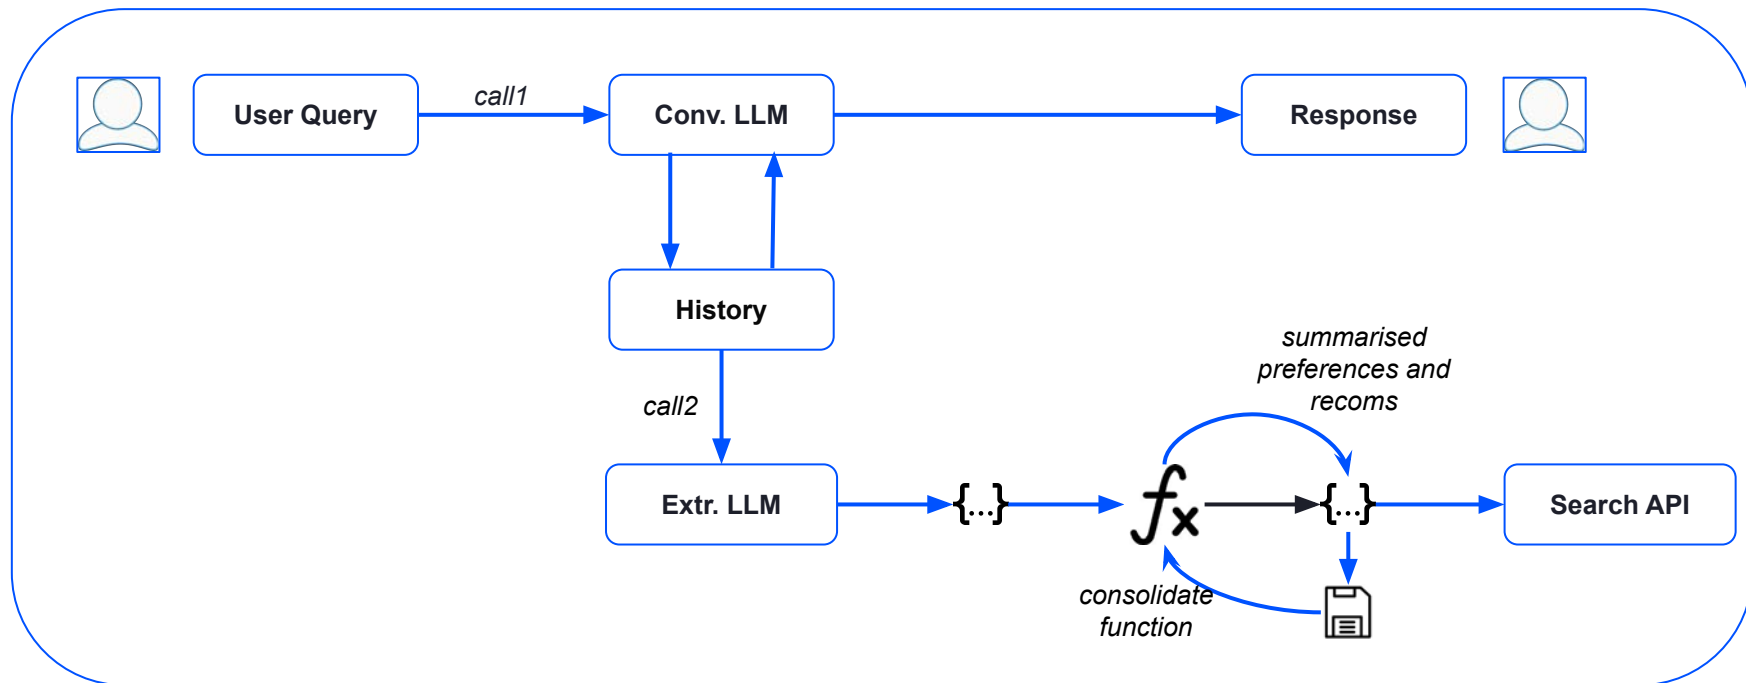 User Query
call1
Conv. LLM
Response
History
summarised
preferences and
recoms
call2
Extr. LLM
{...}
fx
{...}
Search API
consolidate
function